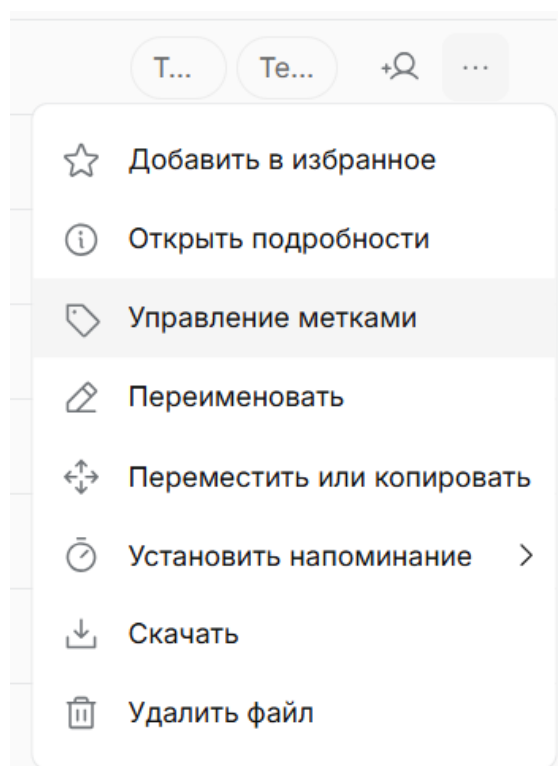 Т... Те... ...
Добавить в избранное
Открыть подробности
Управление метками
Переименовать
Переместить или копировать
Установить напоминание
Скачать
Удалить файл